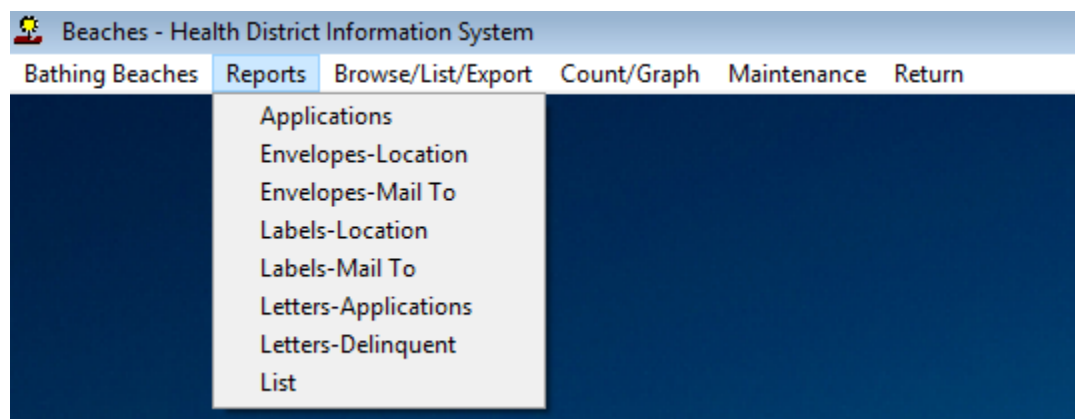 Beaches - Health District Information System
Bathing Beaches Reports Browse/List/Export Count/Graph Maintenance Return
Applications
Envelopes-Location
Envelopes-Mail To
Labels-Location
Labels-Mail To
Letters-Applications
Letters-Delinquent
List